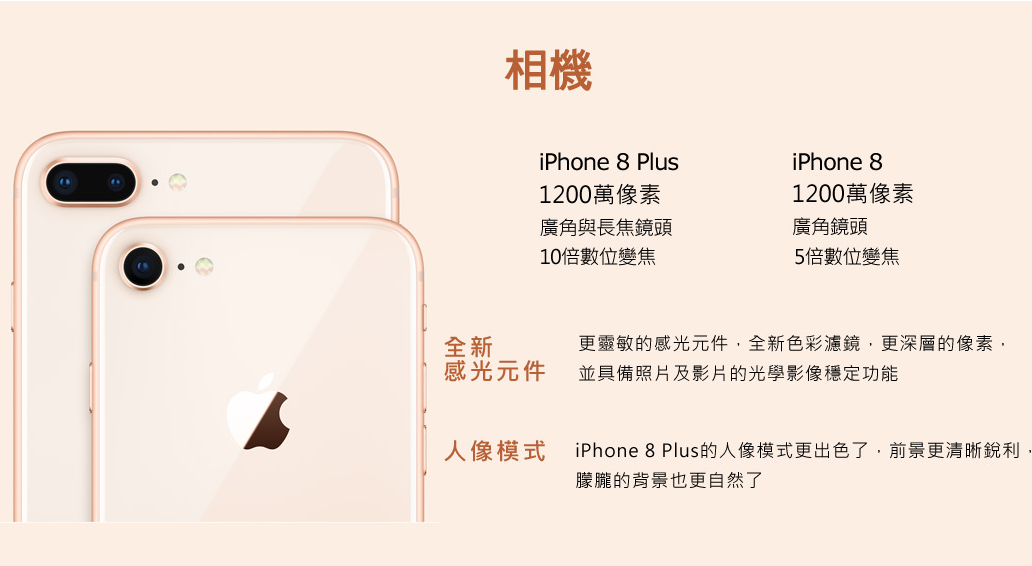 相機
iPhone 8 Plus
1200萬像素
廣角與長焦鏡頭
10倍數位變焦
iPhone 8
1200萬像素
廣角鏡頭
5倍數位變焦
全新
感光元件
更靈敏的感光元件，全新色彩濾鏡，更深層的像素，
並具備照片及影片的光學影像穩定功能
人像模式
iPhone 8 Plus的人像模式更出色了，前景更清晰銳利，
朦朧的背景也更自然了